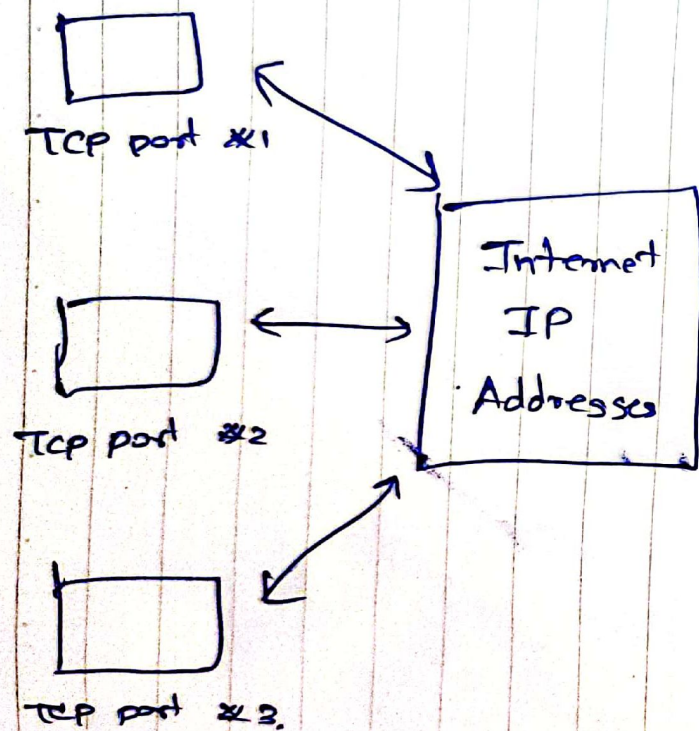 TCP port #1
Internet
IP
Addresses
TCP port #2
TCP port #3.